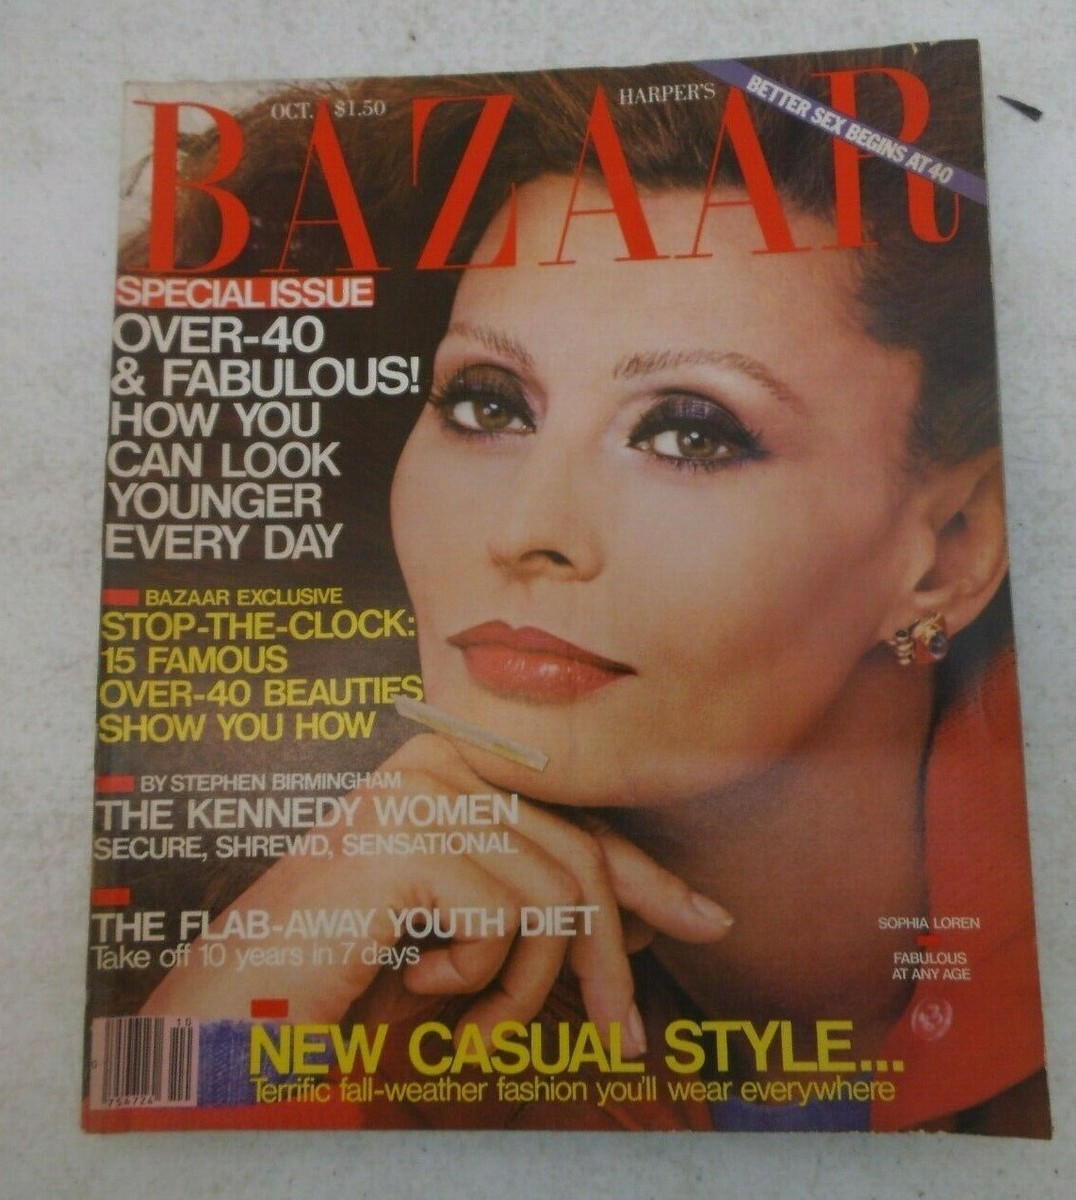 OCT. $1.50
HARPER'S
BAZAAR
BETTER SEX BEGINS AT 40
SPECIAL ISSUE
OVER-40
& FABULOUS!
HOW YOU
CAN LOOK
YOUNGER
EVERY DAY
BAZAAR EXCLUSIVE
STOP-THE-CLOCK:
15 FAMOUS
OVER-40 BEAUTIES
SHOW YOU HOW
BY STEPHEN BIRMINGHAM
THE KENNEDY WOMEN
SECURE, SHREWD, SENSATIONAL
THE FLAB-AWAY YOUTH DIET
Take off 10 years in 7 days
SOPHIA LOREN
FABULOUS
AT ANY AGE
NEW CASUAL STYLE...
Terrific fall-weather fashion you'll wear everywhere
10